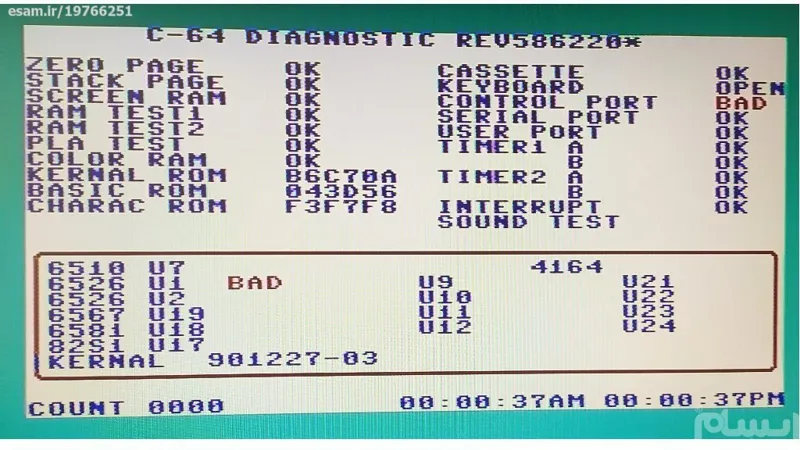 esam.ir/19766251
C-64 DIAGNOSTIC REV586220*
ZERO PAGE OK
STACK PAGE OK
SCREEN RAM OK
RAM TEST1 OK
RAM TEST2 OK
PLA TEST OK
COLOR RAM OK
KERNAL ROM B6C70A
BASIC ROM 043D56
CHARAC ROM F3F7F8
CASSETTE OK
KEYBOARD OPEN
CONTROL PORT BAD
SERIAL PORT OK
USER PORT OK
TIMER1 A OK
B OK
TIMER2 A OK
B OK
INTERRUPT OK
SOUND TEST
4164
6510 U7
6526 U1 BAD U9 U21
6526 U2 U10 U22
6567 U19 U11 U23
6581 U18 U12 U24
82S1 U17
KERNAL 901227-03
COUNT 0000 00:00:37AM 00:00:37PM
ایسام